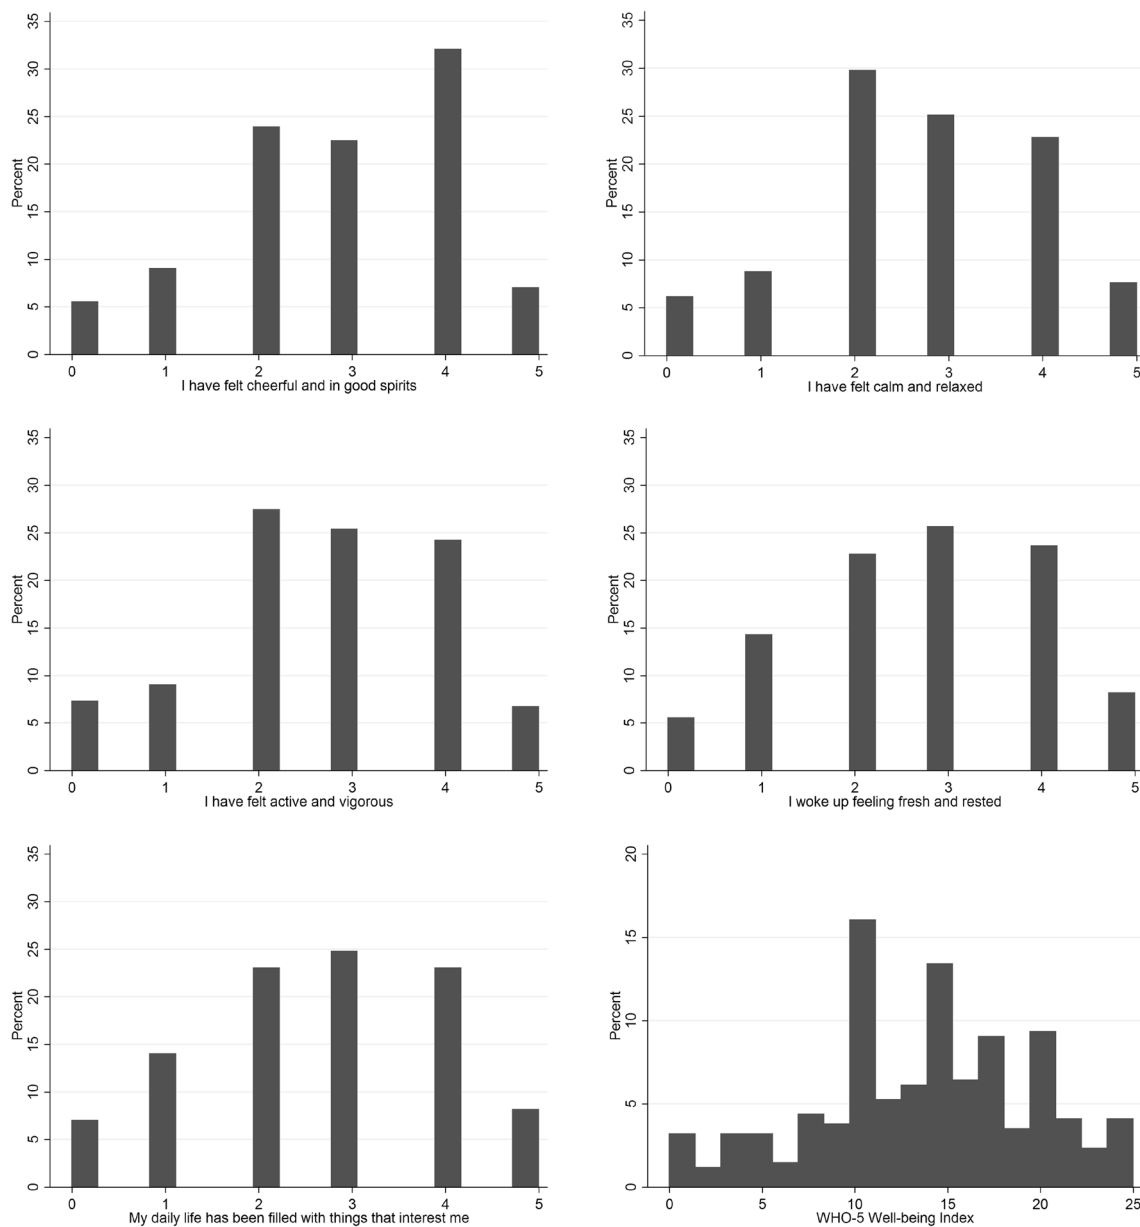 35
30
25
20
15
10
5
0
Percent
0 1 2 3 4 5
I have felt cheerful and in good spirits
35
30
25
20
15
10
5
0
Percent
0 1 2 3 4 5
I have felt calm and relaxed
35
30
25
20
15
10
5
0
Percent
0 1 2 3 4 5
I have felt active and vigorous
35
30
25
20
15
10
5
0
Percent
0 1 2 3 4 5
I woke up feeling fresh and rested
35
30
25
20
15
10
5
0
Percent
0 1 2 3 4 5
My daily life has been filled with things that interest me
20
15
10
5
0
Percent
0 5 10 15 20 25
WHO-5 Well-being Index